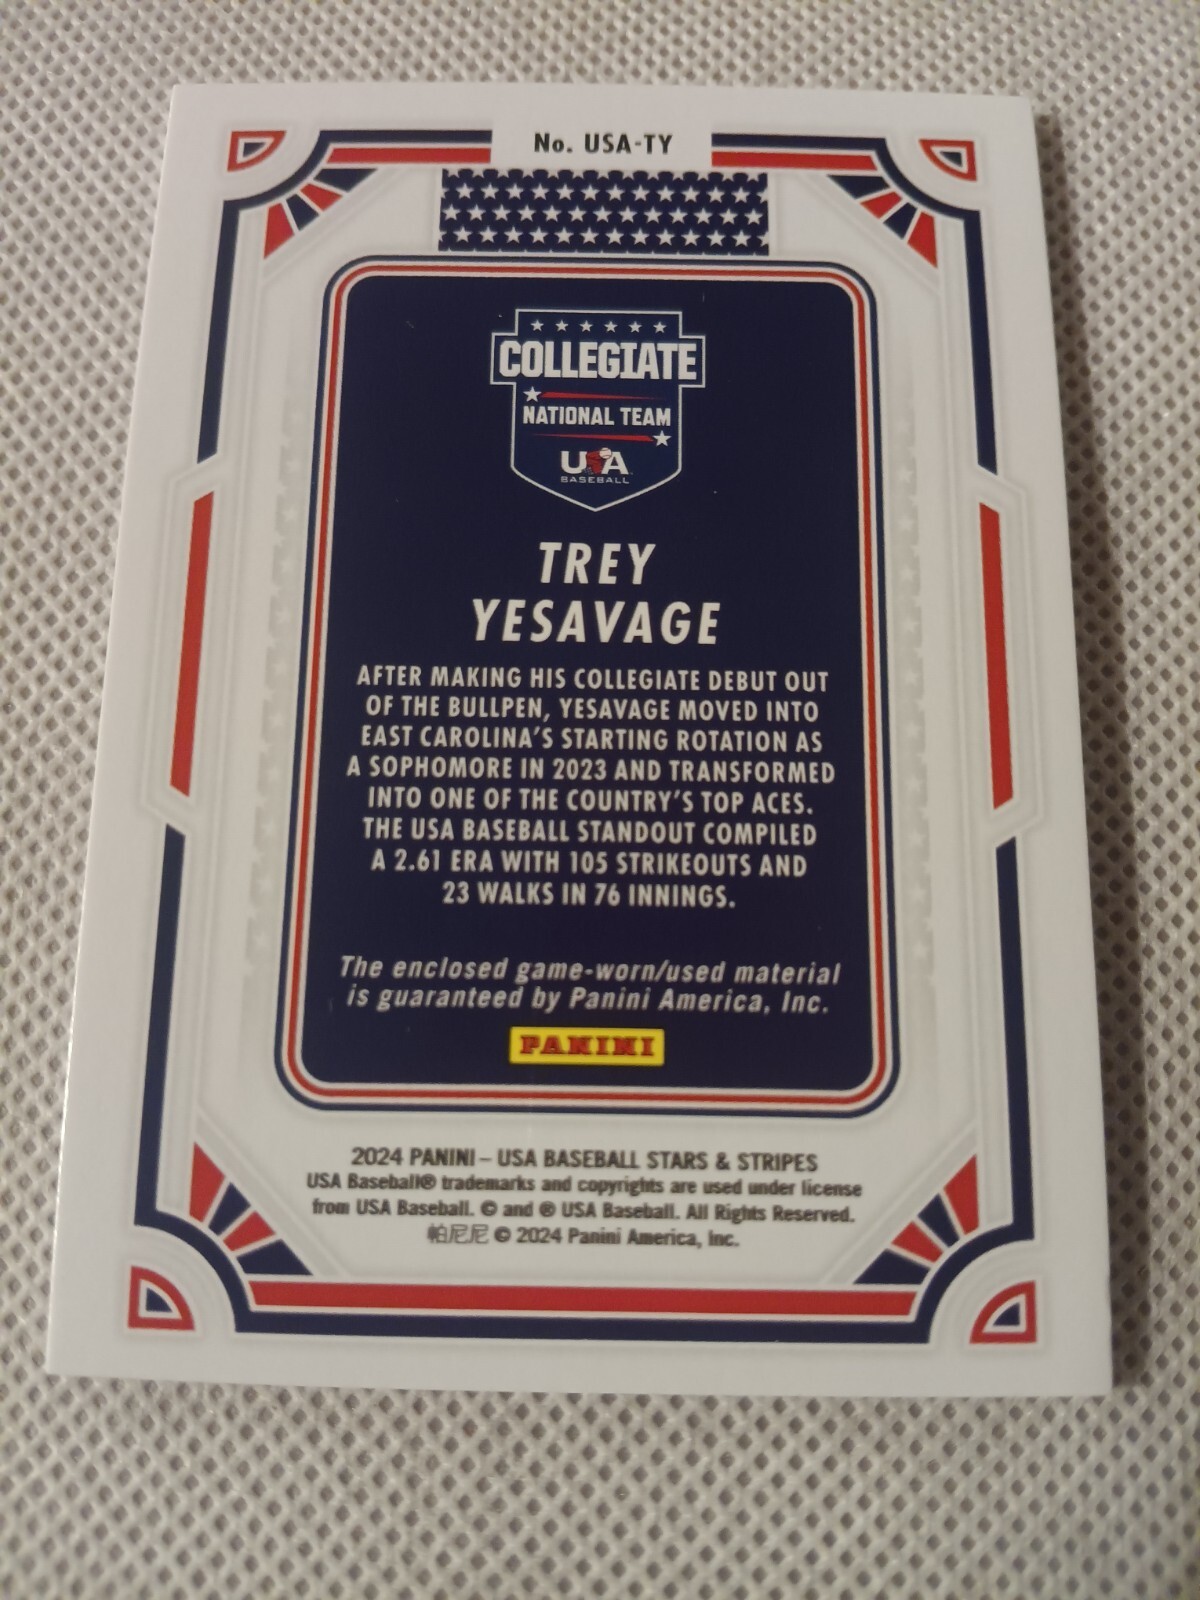 No. USA-TY
COLLEGIATE
NATIONAL TEAM
USA
BASEBALL
TREY
YESAVAGE
AFTER MAKING HIS COLLEGIATE DEBUT OUT
OF THE BULLPEN, YESAVAGE MOVED INTO
EAST CAROLINA'S STARTING ROTATION AS
A SOPHOMORE IN 2023 AND TRANSFORMED
INTO ONE OF THE COUNTRY'S TOP ACES.
THE USA BASEBALL STANDOUT COMPILED
A 2.61 ERA WITH 105 STRIKEOUTS AND
23 WALKS IN 76 INNINGS.
The enclosed game-worn/used material
is guaranteed by Panini America, Inc.
PANINI
2024 PANINI – USA BASEBALL STARS & STRIPES
USA Baseball® trademarks and copyrights are used under license
from USA Baseball. © and ® USA Baseball. All Rights Reserved.
帕尼尼 © 2024 Panini America, Inc.